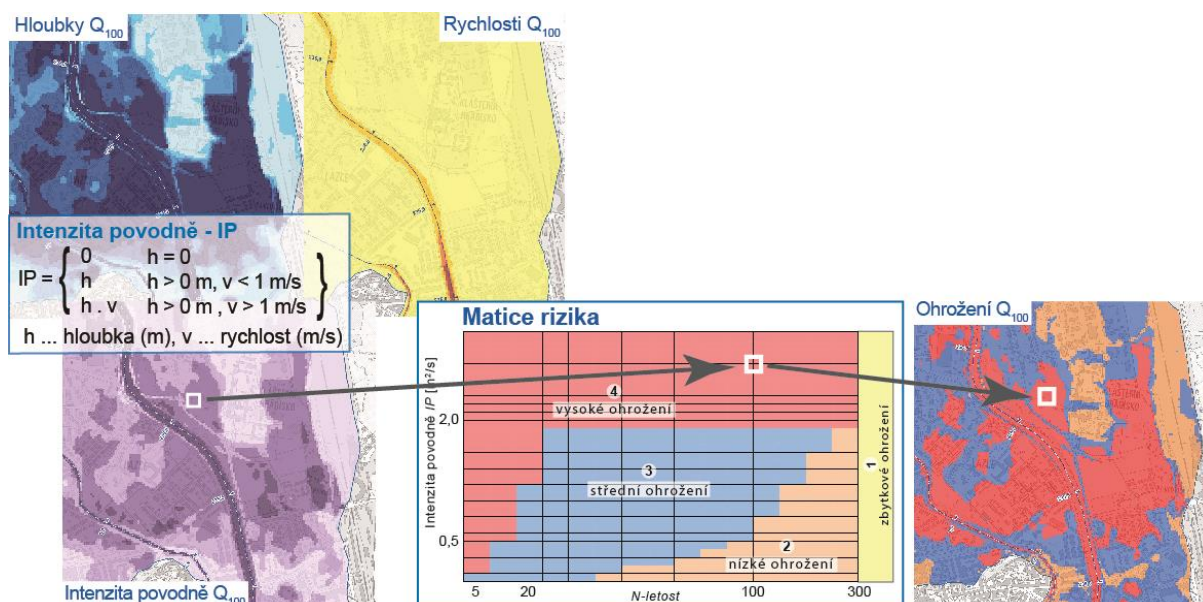 Hloubky Q100
Rychlosti Q100
Intenzita povodně - IP
IP = { 0 h = 0
h h > 0 m, v < 1 m/s
h . v h > 0 m , v > 1 m/s }
h ... hloubka (m), v ... rychlost (m/s)
Intenzita povodně Q100
Matice rizika
Intenzita povodně IP [m²/s]
2,0
0,5
4
vysoké ohrožení
3
střední ohrožení
2
nízké ohrožení
1
zbytkové ohrožení
5 20 N-letost 100 300
Ohrožení Q100